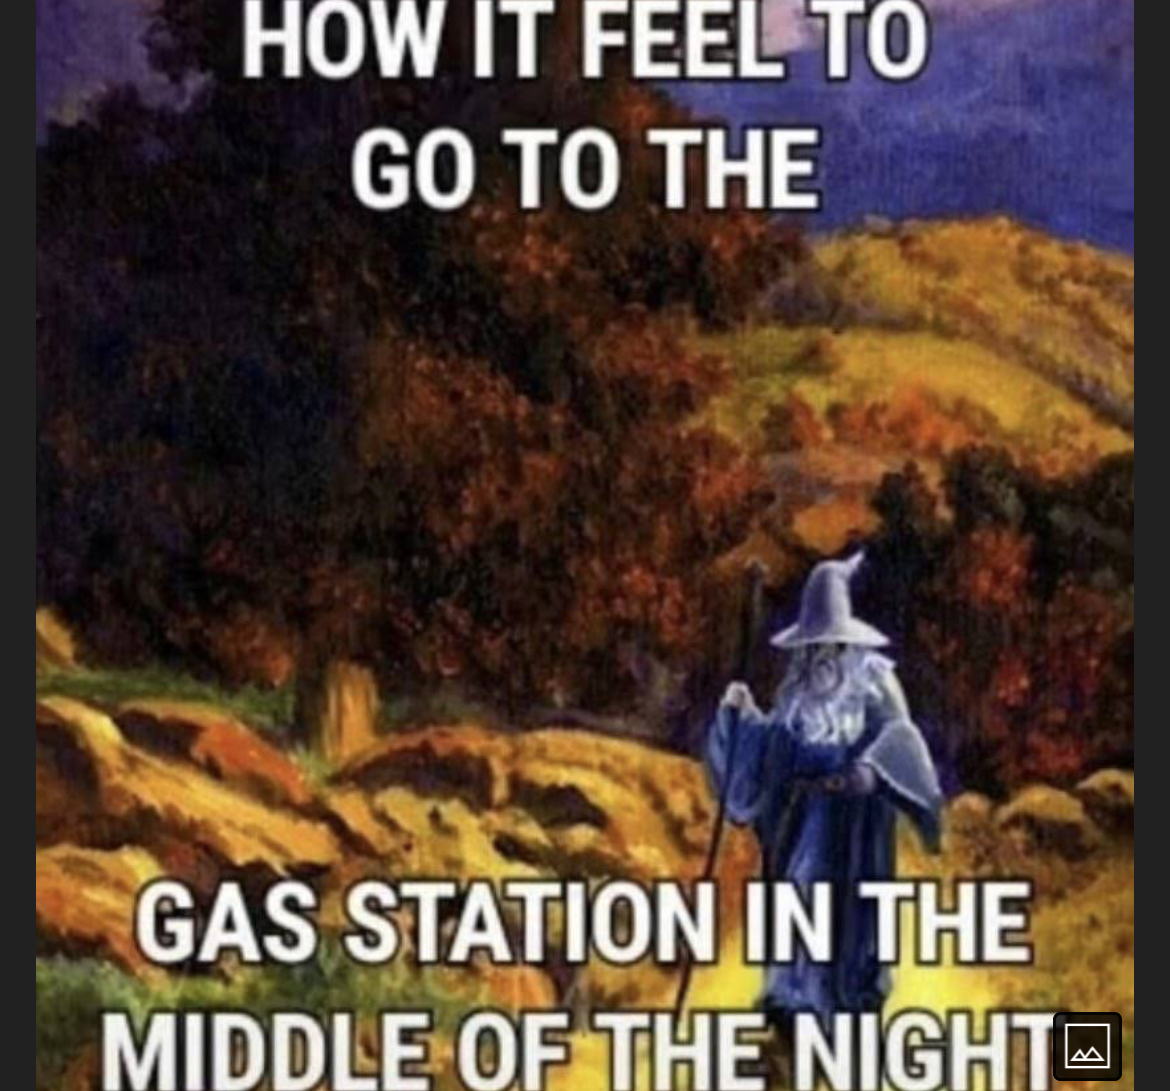 HOW IT FEEL TO
GO TO THE
GAS STATION IN THE
MIDDLE OF THE NIGHT